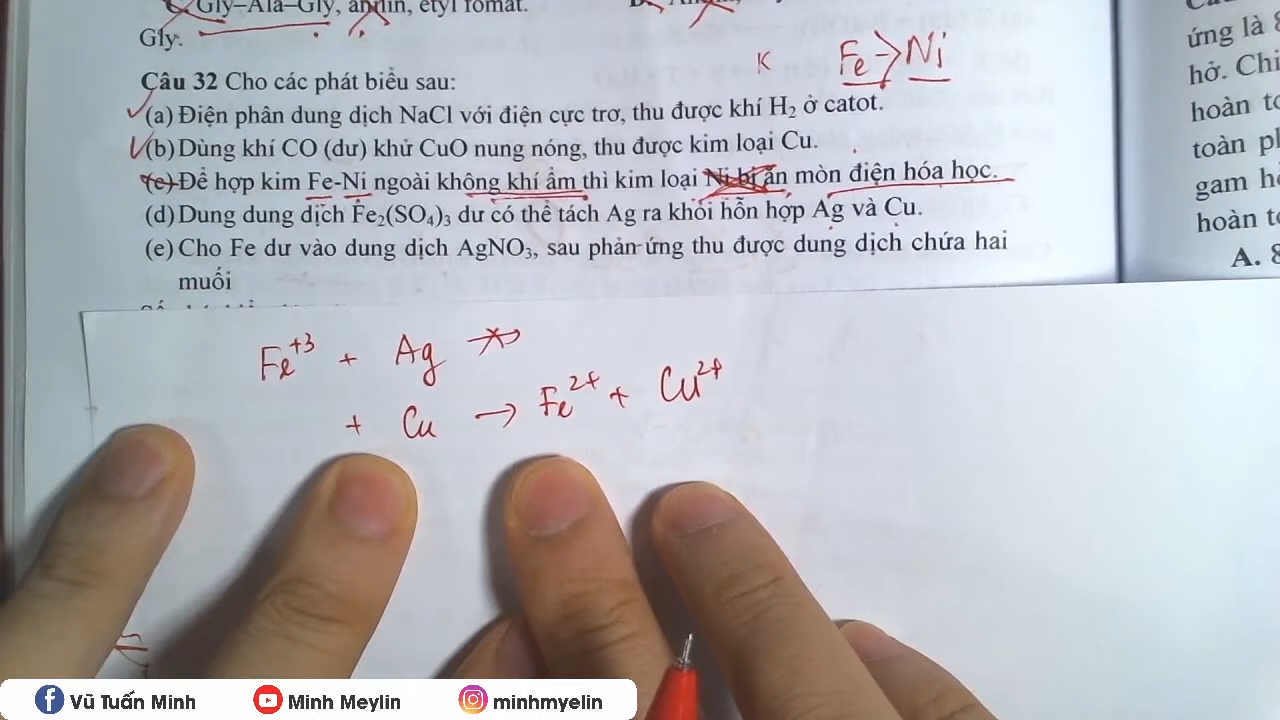 Gly–Ala–Gly, anilin, etyl fomat.
Gly.
K Fe > Ni
Câu 32 Cho các phát biểu sau:
(a) Điện phân dung dịch NaCl với điện cực trơ, thu được khí H₂ ở catot.
(b) Dùng khí CO (dư) khử CuO nung nóng, thu được kim loại Cu.
(c) Để hợp kim Fe-Ni ngoài không khí ẩm thì kim loại Ni bị ăn mòn điện hóa học.
(d) Dung dung dịch Fe₂(SO₄)₃ dư có thể tách Ag ra khỏi hỗn hợp Ag và Cu.
(e) Cho Fe dư vào dung dịch AgNO₃, sau phản ứng thu được dung dịch chứa hai
muối
ứng là 8
hở. Chi
hoàn
toàn
gam
hoàn
A. 8
Fe⁺³ + Ag
+ Cu → Fe²⁺ + Cu²⁺
Vũ Tuấn Minh Minh Meylin minhmyelin